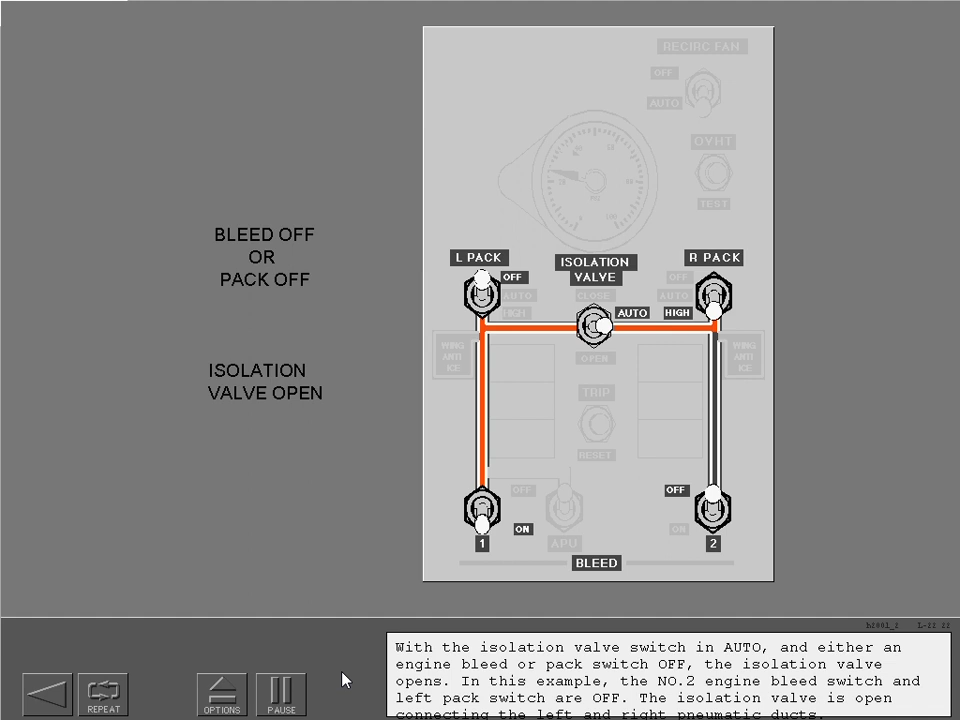 RECIRC FAN
OFF
AUTO
OVHT
TEST
BLEED OFF
OR
PACK OFF
ISOLATION
VALVE OPEN
L PACK
ISOLATION
VALVE
R PACK
OFF
OFF
AUTO
CLOSE
AUTO
HIGH
AUTO
HIGH
WING
ANTI
ICE
OPEN
WING
ANTI
ICE
TRIP
RESET
OFF
OFF
ON
ON
1
APU
2
BLEED
With the isolation valve switch in AUTO, and either an
engine bleed or pack switch OFF, the isolation valve
opens. In this example, the NO.2 engine bleed switch and
left pack switch are OFF. The isolation valve is open
connecting the left and right pneumatic ducts.
REPEAT
OPTIONS
PAUSE